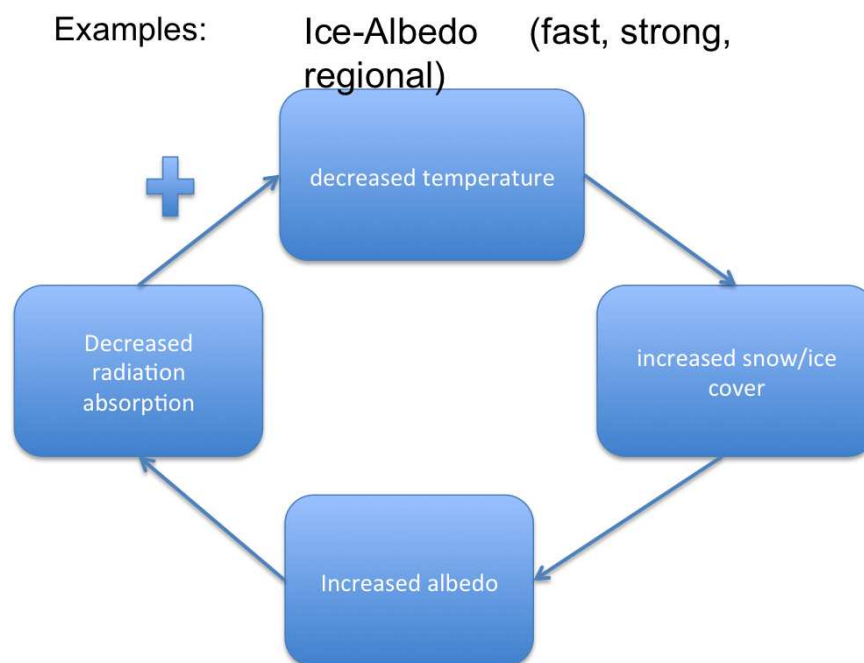 Examples: Ice-Albedo (fast, strong,
regional)
decreased temperature
increased snow/ice
cover
Increased albedo
Decreased
radiation
absorption